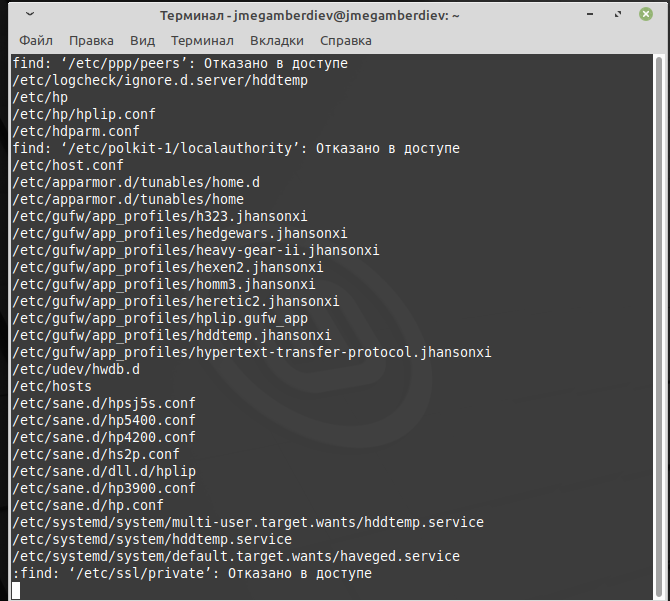 Терминал - jmegamberdiev@jmegamberdiev: ~
Файл Правка Вид Терминал Вкладки Справка
find: ‘/etc/ppp/peers’: Отказано в доступе
/etc/logcheck/ignore.d.server/hddtemp
/etc/hp
/etc/hp/hplip.conf
/etc/hdparm.conf
find: ‘/etc/polkit-1/localauthority’: Отказано в доступе
/etc/host.conf
/etc/apparmor.d/tunables/home.d
/etc/apparmor.d/tunables/home
/etc/gufw/app_profiles/h323.jhansonxi
/etc/gufw/app_profiles/hedgewars.jhansonxi
/etc/gufw/app_profiles/heavy-gear-ii.jhansonxi
/etc/gufw/app_profiles/hexen2.jhansonxi
/etc/gufw/app_profiles/homm3.jhansonxi
/etc/gufw/app_profiles/heretic2.jhansonxi
/etc/gufw/app_profiles/hplip.gufw_app
/etc/gufw/app_profiles/hddtemp.jhansonxi
/etc/gufw/app_profiles/hypertext-transfer-protocol.jhansonxi
/etc/udev/hwdb.d
/etc/hosts
/etc/sane.d/hpsj5s.conf
/etc/sane.d/hp5400.conf
/etc/sane.d/hp4200.conf
/etc/sane.d/hs2p.conf
/etc/sane.d/dll.d/hplip
/etc/sane.d/hp3900.conf
/etc/sane.d/hp.conf
/etc/systemd/system/multi-user.target.wants/hddtemp.service
/etc/systemd/system/hddtemp.service
/etc/systemd/system/default.target.wants/haveged.service
:find: ‘/etc/ssl/private’: Отказано в доступе